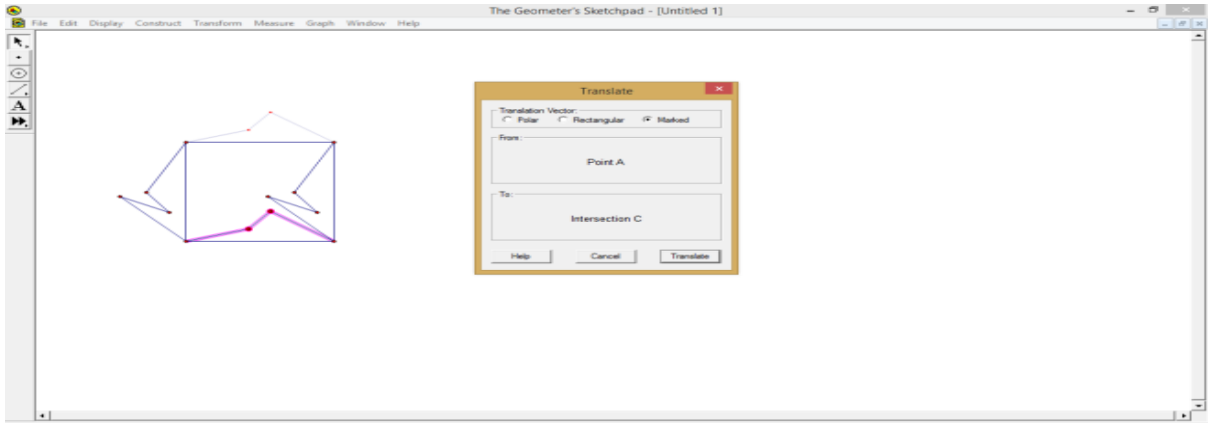 The Geometer's Sketchpad - [Untitled 1]
File Edit Display Construct Transform Measure Graph Window Help
A
Translate
Translation Vector:
Polar Rectangular Marked
From:
Point A
To:
Intersection C
Help Cancel Translate